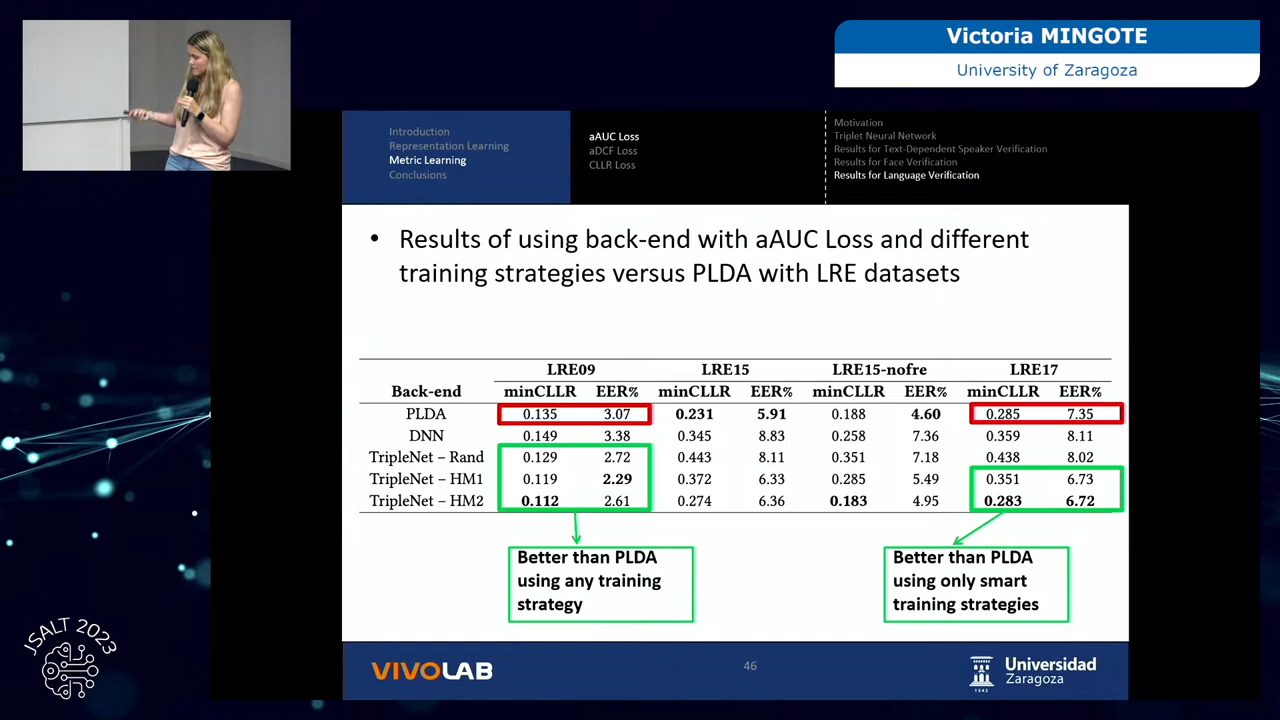 Victoria MINGOTE
University of Zaragoza
Introduction
Representation Learning
Metric Learning
Conclusions
aAUC Loss
aDCF Loss
CLLR Loss
Motivation
Triplet Neural Network
Results for Text-Dependent Speaker Verification
Results for Face Verification
Results for Language Verification
• Results of using back-end with aAUC Loss and different
training strategies versus PLDA with LRE datasets
LRE09 LRE15 LRE15-nofre LRE17
Back-end minCLLR EER% minCLLR EER% minCLLR EER% minCLLR EER%
PLDA 0.135 3.07 0.231 5.91 0.188 4.60 0.285 7.35
DNN 0.149 3.38 0.345 8.83 0.258 7.36 0.359 8.11
TripleNet – Rand 0.129 2.72 0.443 8.11 0.351 7.18 0.438 8.02
TripleNet – HM1 0.119 2.29 0.372 6.33 0.285 5.49 0.351 6.73
TripleNet – HM2 0.112 2.61 0.274 6.36 0.183 4.95 0.283 6.72
Better than PLDA
using any training
strategy
Better than PLDA
using only smart
training strategies
JSALT 2023
VIVOLAB
46
1542
Universidad
Zaragoza